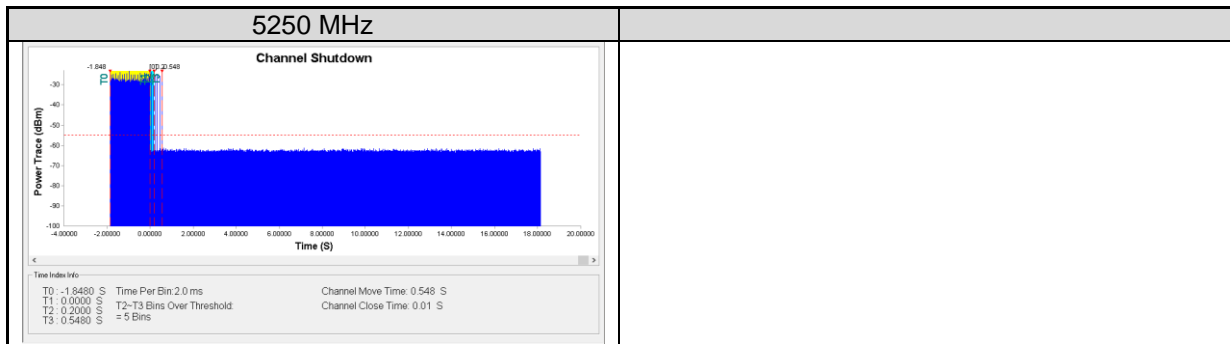 5250 MHz
Channel Shutdown
-1.848
0.548
T0
-30
-40
-50
-60
-70
-80
-90
-100
Power Trace (dBm)
-4.00000 -2.00000 0.00000 2.00000 4.00000 6.00000 8.00000 10.00000 12.00000 14.00000 16.00000 18.00000 20.00000
Time (S)
< >
Time Index Info
T0 : -1.8480 S Time Per Bin:2.0 ms Channel Move Time: 0.548 S
T1 : 0.0000 S
T2 : 0.2000 S T2~T3 Bins Over Threshold: Channel Close Time: 0.01 S
T3 : 0.5480 S = 5 Bins